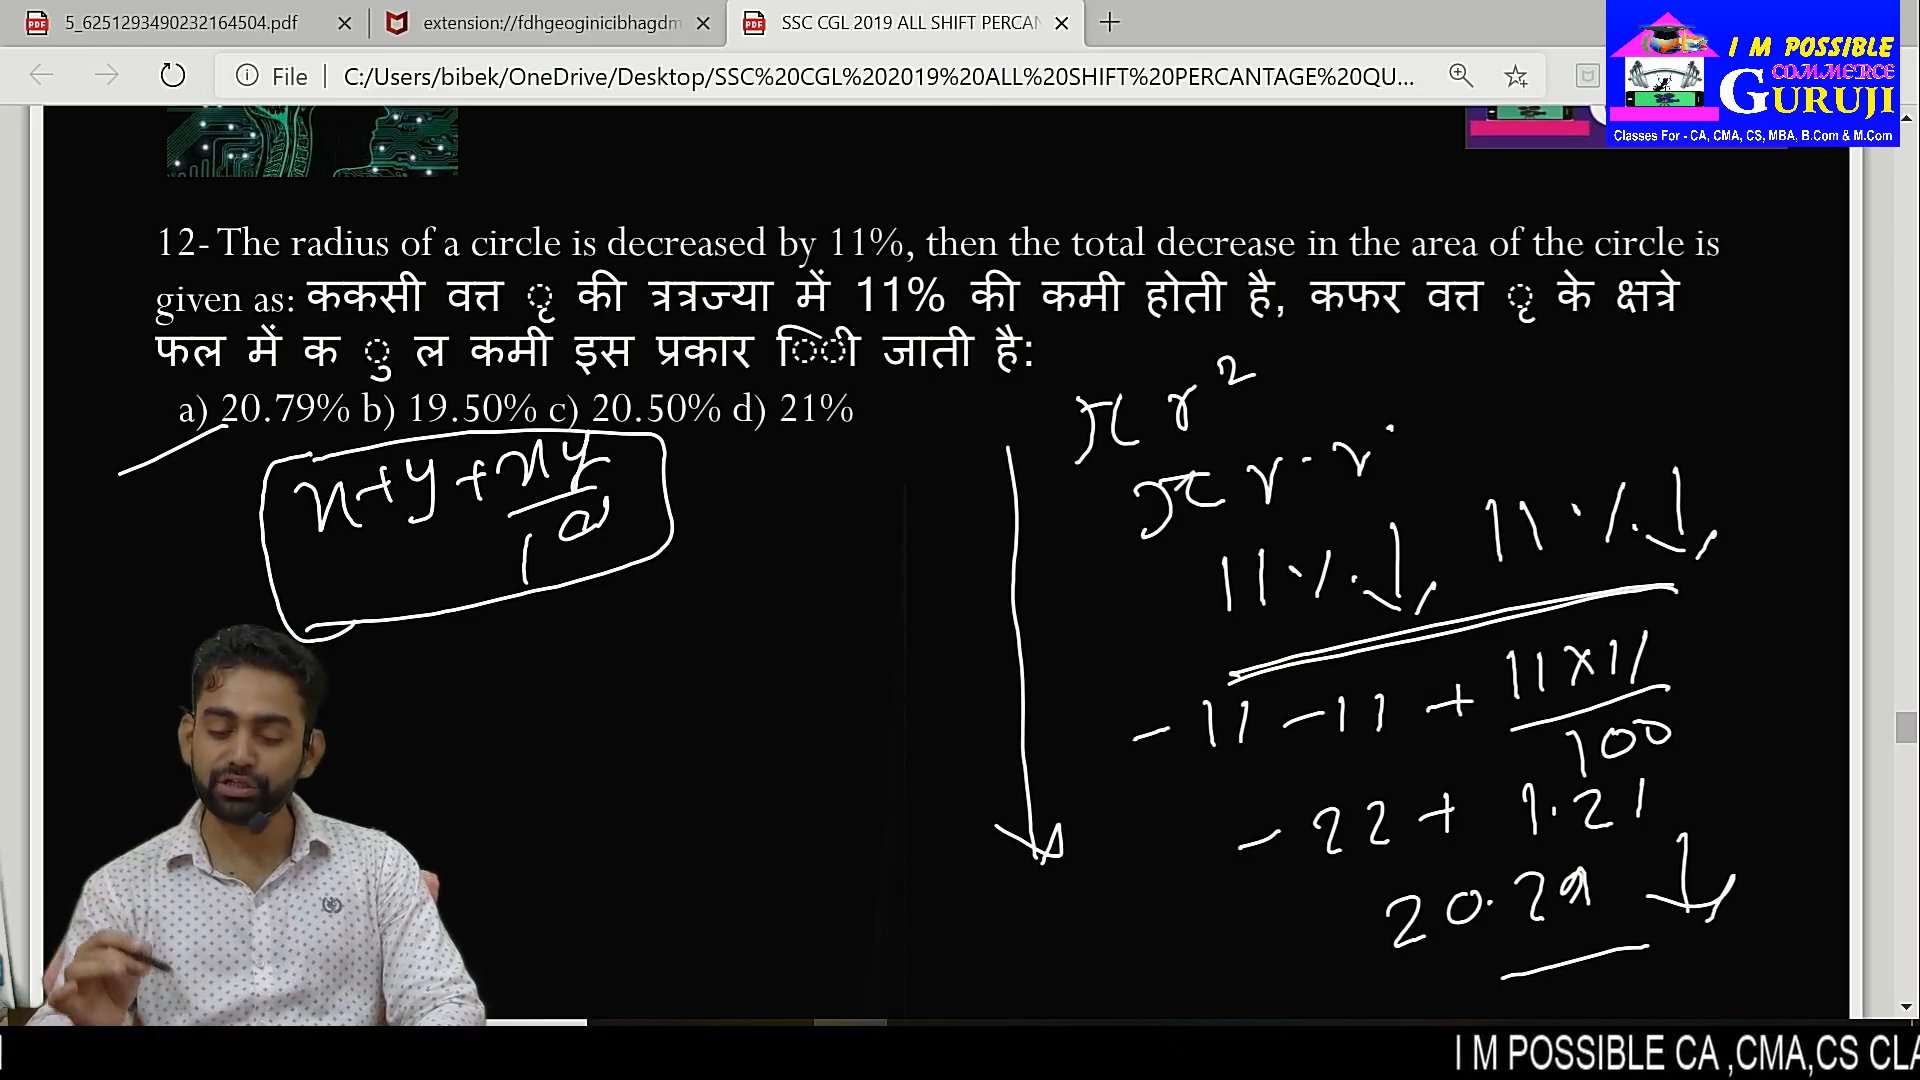 5_6251293490232164504.pdf
extension://fdhgeoginicibhagdm
SSC CGL 2019 ALL SHIFT PERCAN
File
C:/Users/bibek/OneDrive/Desktop/SSC%20CGL%202019%20ALL%20SHIFT%20PERCANTAGE%20QU...
I M POSSIBLE
COMMERCE
GURUJI
Classes For - CA, CMA, CS, MBA, B.Com & M.Com
12- The radius of a circle is decreased by 11%, then the total decrease in the area of the circle is
given as: ककसी वत्त ृ की त्रत्रज्या में 11% की कमी होती है, कफर वत्त ृ के क्षत्रे
फल में क ु ल कमी इस प्रकार िंिी जाती है:
a) 20.79% b) 19.50% c) 20.50% d) 21%
x+y+xy/100
πr²
πr·r
11%↓, 11%↓,
-11-11+11×11/100
-22+1.21
20.79↓
I M POSSIBLE CA ,CMA,CS CLA